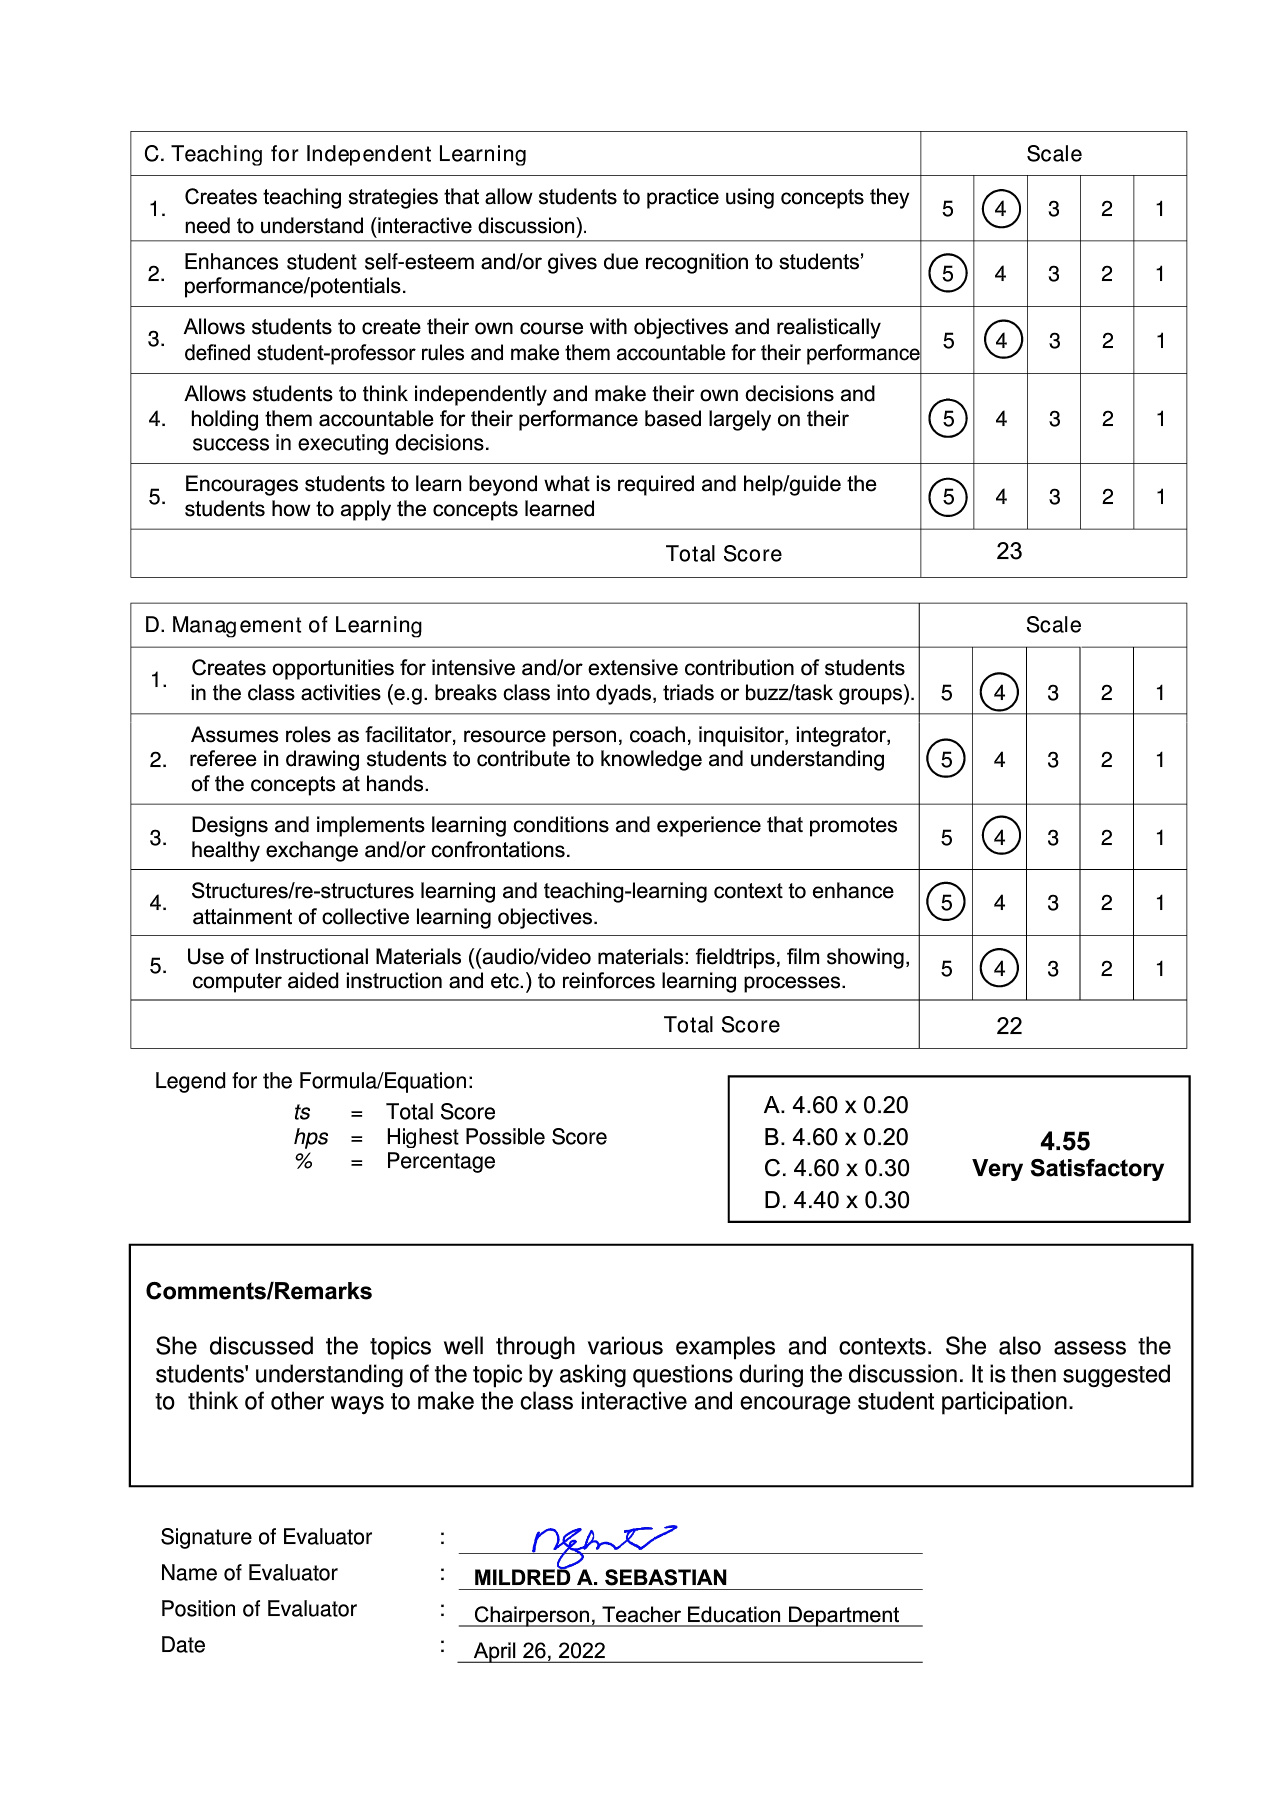 C. Teaching for Independent Learning Scale
1. Creates teaching strategies that allow students to practice using concepts they
need to understand (interactive discussion). 5 4 3 2 1
2. Enhances student self-esteem and/or gives due recognition to students’
performance/potentials. 5 4 3 2 1
3. Allows students to create their own course with objectives and realistically
defined student-professor rules and make them accountable for their performance 5 4 3 2 1
4. Allows students to think independently and make their own decisions and
holding them accountable for their performance based largely on their 5 4 3 2 1
success in executing decisions.
5. Encourages students to learn beyond what is required and help/guide the
students how to apply the concepts learned 5 4 3 2 1
Total Score 23
D. Management of Learning Scale
1. Creates opportunities for intensive and/or extensive contribution of students
in the class activities (e.g. breaks class into dyads, triads or buzz/task groups). 5 4 3 2 1
Assumes roles as facilitator, resource person, coach, inquisitor, integrator,
2. referee in drawing students to contribute to knowledge and understanding 5 4 3 2 1
of the concepts at hands.
3. Designs and implements learning conditions and experience that promotes
healthy exchange and/or confrontations. 5 4 3 2 1
4. Structures/re-structures learning and teaching-learning context to enhance
attainment of collective learning objectives. 5 4 3 2 1
5. Use of Instructional Materials ((audio/video materials: fieldtrips, film showing,
computer aided instruction and etc.) to reinforces learning processes. 5 4 3 2 1
Total Score 22
Legend for the Formula/Equation:
ts = Total Score
hps = Highest Possible Score
% = Percentage
A. 4.60 x 0.20
B. 4.60 x 0.20
C. 4.60 x 0.30
D. 4.40 x 0.30
4.55
Very Satisfactory
Comments/Remarks
She discussed the topics well through various examples and contexts. She also assess the
students' understanding of the topic by asking questions during the discussion. It is then suggested
to think of other ways to make the class interactive and encourage student participation.
Signature of Evaluator :
Name of Evaluator : MILDRED A. SEBASTIAN
Position of Evaluator : Chairperson, Teacher Education Department
Date : April 26, 2022